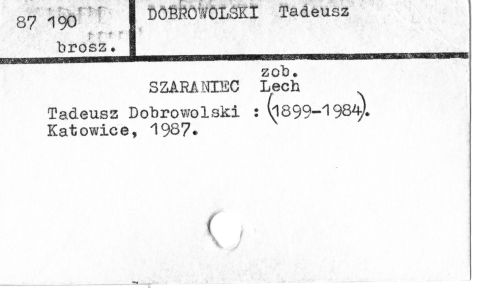 87 190
brosz.
DOBROWOLSKI Tadeusz
zob.
SZARANIEC Lech
Tadeusz Dobrowolski : (1899-1984).
Katowice, 1987.